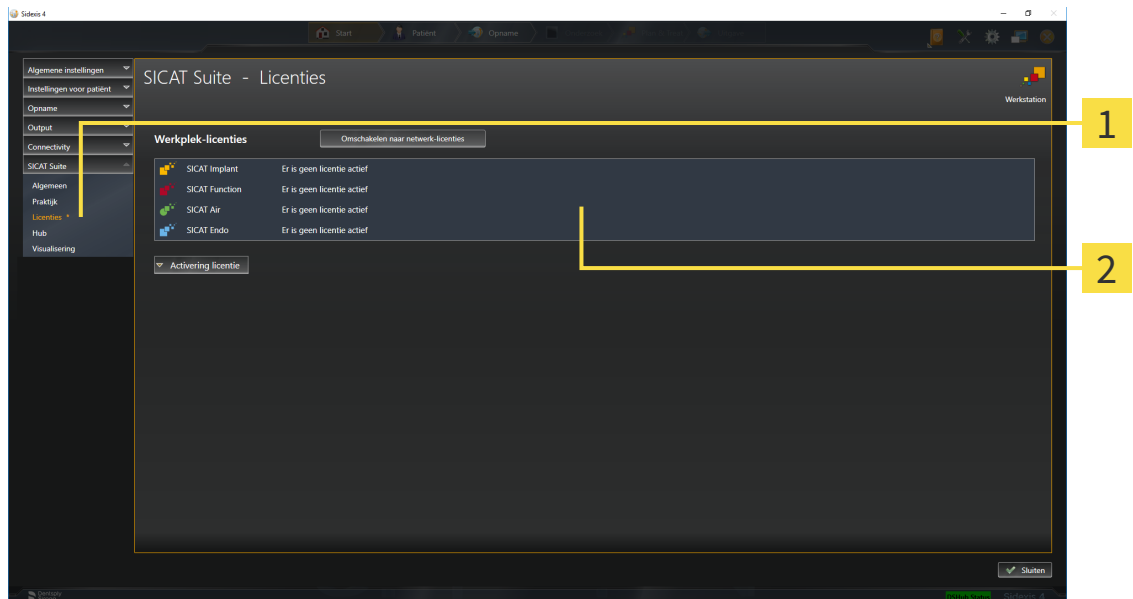 Sidexis 4
Start
Patiënt
Opname
Algemene instellingen
Instellingen voor patiënt
Opname
Output
Connectivity
SICAT Suite
Algemeen
Praktijk
Licenties *
Hub
Visualisering
SICAT Suite - Licenties
Werkstation
Werkplek-licenties
Omschakelen naar netwerk-licenties
SICAT Implant Er is geen licentie actief
SICAT Function Er is geen licentie actief
SICAT Air Er is geen licentie actief
SICAT Endo Er is geen licentie actief
Activering licentie
1
2
Sluiten
Sidexis 4